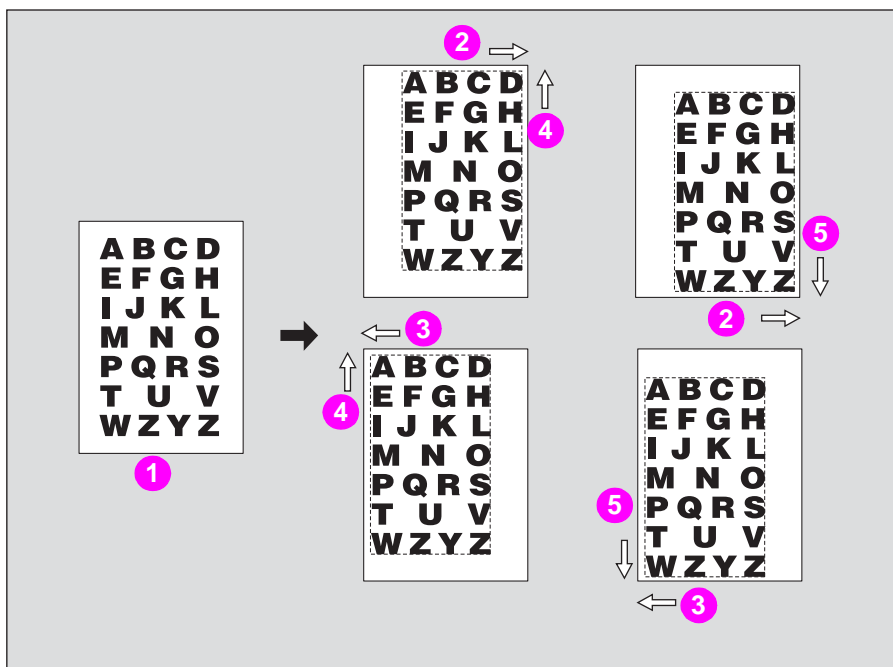 1
A B C D
E F G H
I J K L
M N O
P Q R S
T U V
W Z Y Z
2
4
A B C D
E F G H
I J K L
M N O
P Q R S
T U V
W Z Y Z
A B C D
E F G H
I J K L
M N O
P Q R S
T U V
W Z Y Z
5
2
3
4
A B C D
E F G H
I J K L
M N O
P Q R S
T U V
W Z Y Z
A B C D
E F G H
I J K L
M N O
P Q R S
T U V
W Z Y Z
5
3